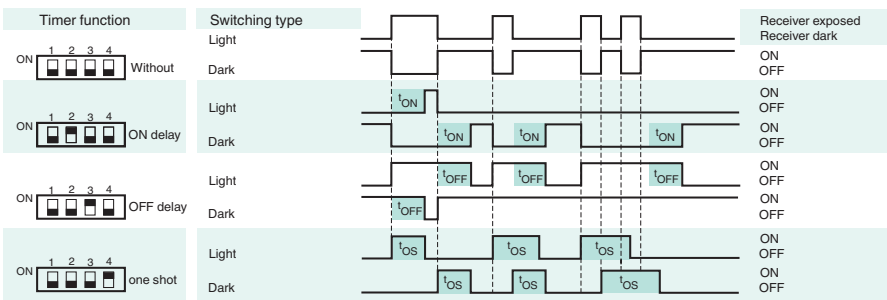 Timer function Switching type Receiver exposed
Light Receiver dark
1 2 3 4
ON Without ON
Dark OFF
Light tON ON
OFF
1 2 3 4
ON ON delay Dark tON tON tON ON
OFF
Light tOFF tOFF tOFF ON
OFF
1 2 3 4
ON OFF delay Dark tOFF ON
OFF
Light tOS tOS tOS ON
OFF
1 2 3 4
ON one shot Dark tOS tOS tOS ON
OFF